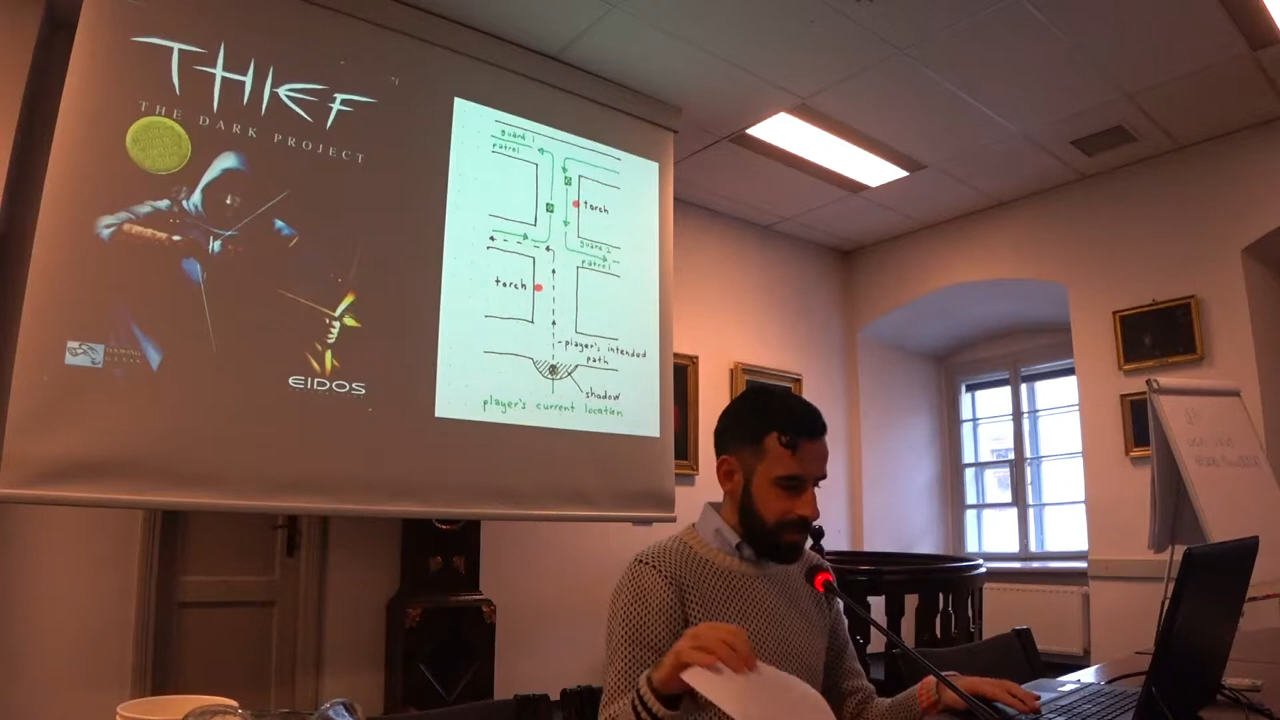 THIEF
THE DARK PROJECT
EIDOS
guard 1
patrol
torch
guard 2
patrol
torch
player's intended
path
shadow
player's current location